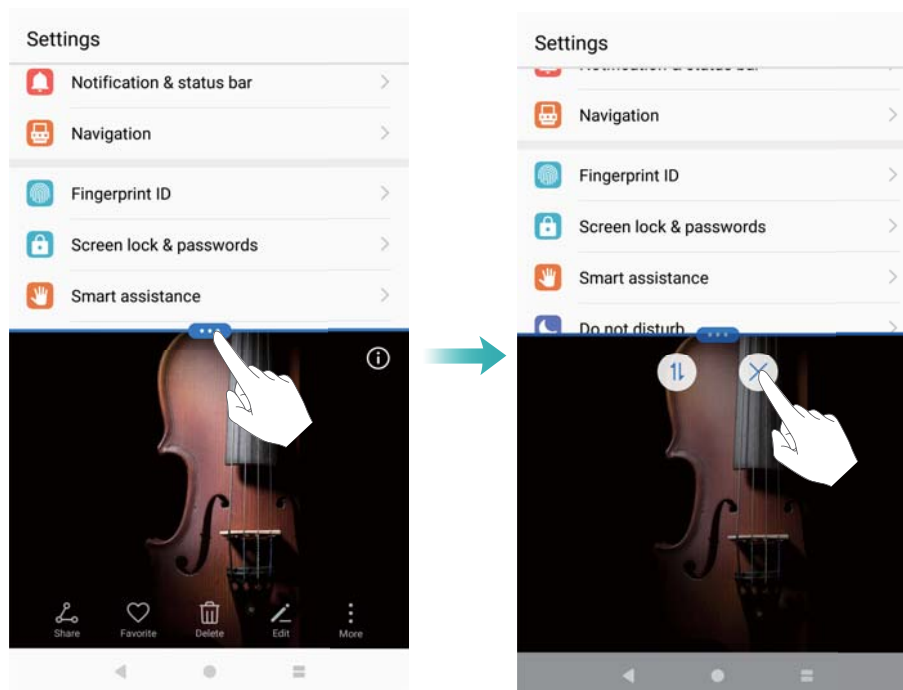 Settings
Notification & status bar
Navigation
Fingerprint ID
Screen lock & passwords
Smart assistance
Share
Favorite
Delete
Edit
More
Settings
Navigation
Fingerprint ID
Screen lock & passwords
Smart assistance
Do not disturb